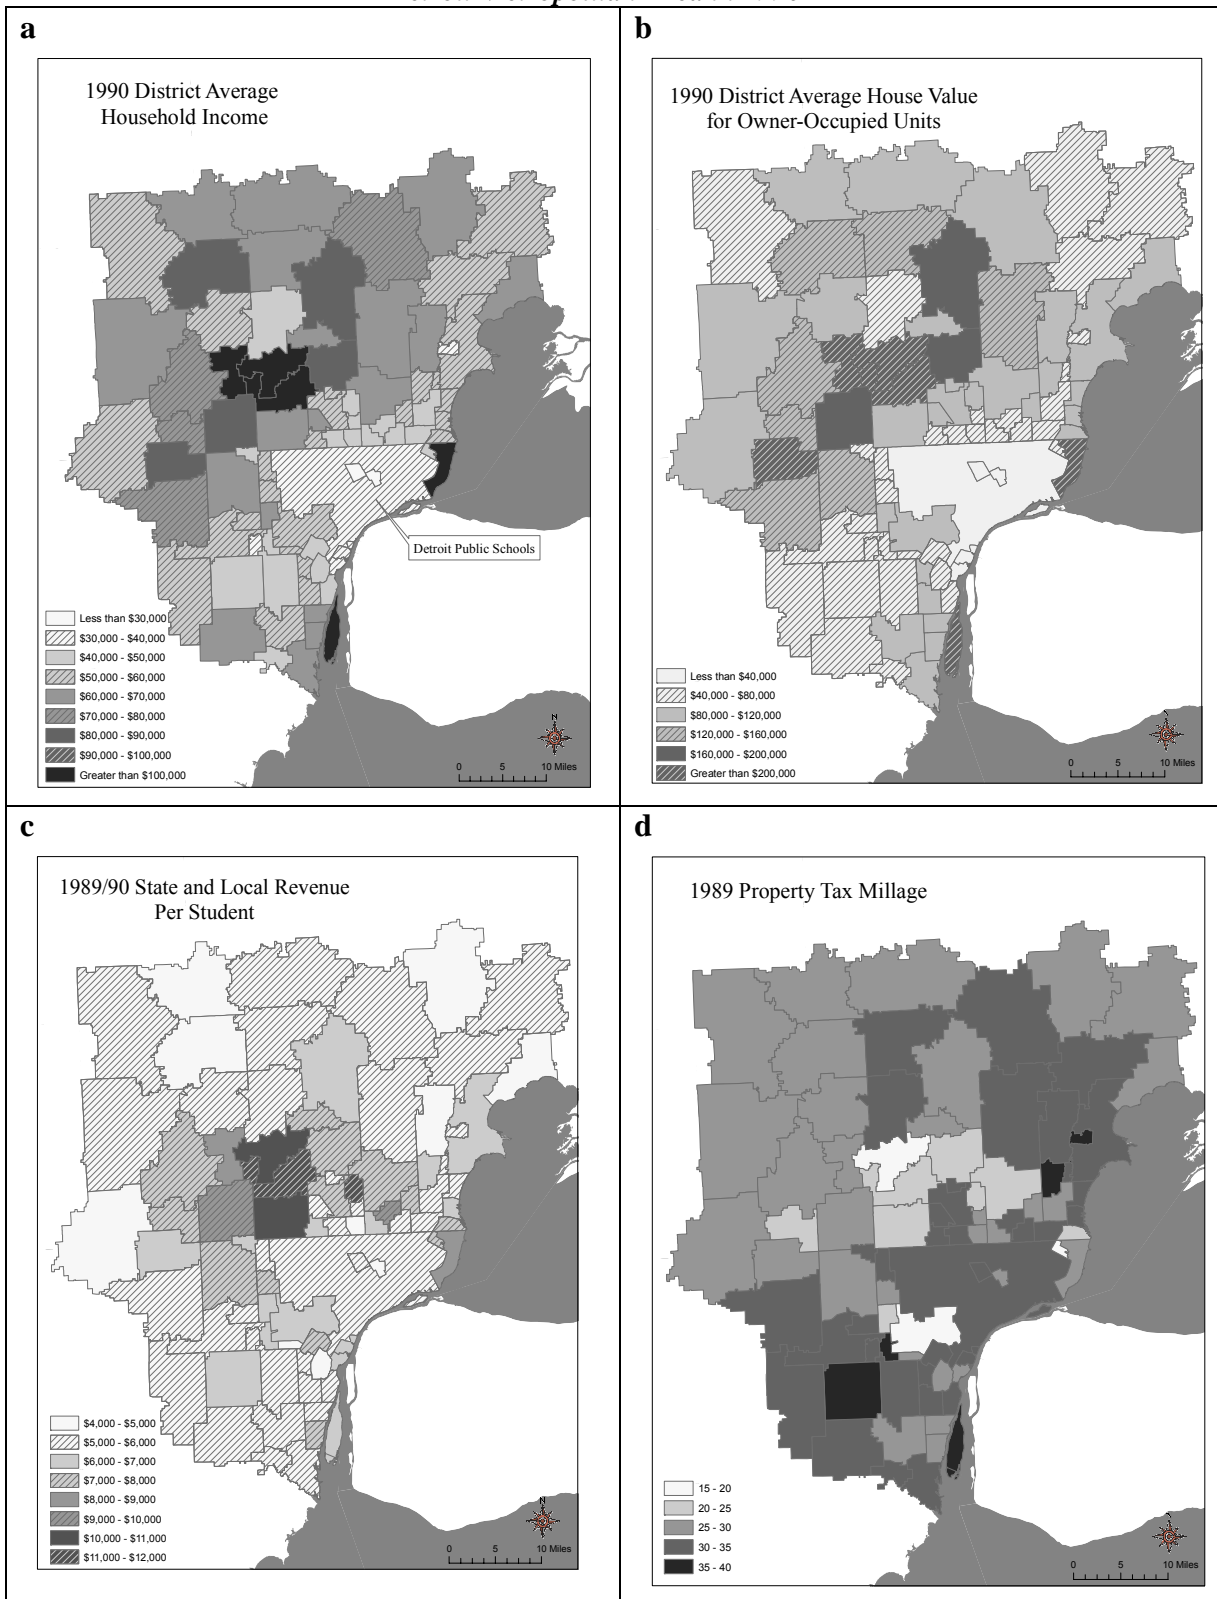 a
1990 District Average
Household Income
Detroit Public Schools
Less than $30,000
$30,000 - $40,000
$40,000 - $50,000
$50,000 - $60,000
$60,000 - $70,000
$70,000 - $80,000
$80,000 - $90,000
$90,000 - $100,000
Greater than $100,000
N
0 5 10 Miles
b
1990 District Average House Value
for Owner-Occupied Units
Less than $40,000
$40,000 - $80,000
$80,000 - $120,000
$120,000 - $160,000
$160,000 - $200,000
Greater than $200,000
0 5 10 Miles
c
1989/90 State and Local Revenue
Per Student
$4,000 - $5,000
$5,000 - $6,000
$6,000 - $7,000
$7,000 - $8,000
$8,000 - $9,000
$9,000 - $10,000
$10,000 - $11,000
$11,000 - $12,000
N
0 5 10 Miles
d
1989 Property Tax Millage
15 - 20
20 - 25
25 - 30
30 - 35
35 - 40
N
0 5 10 Miles